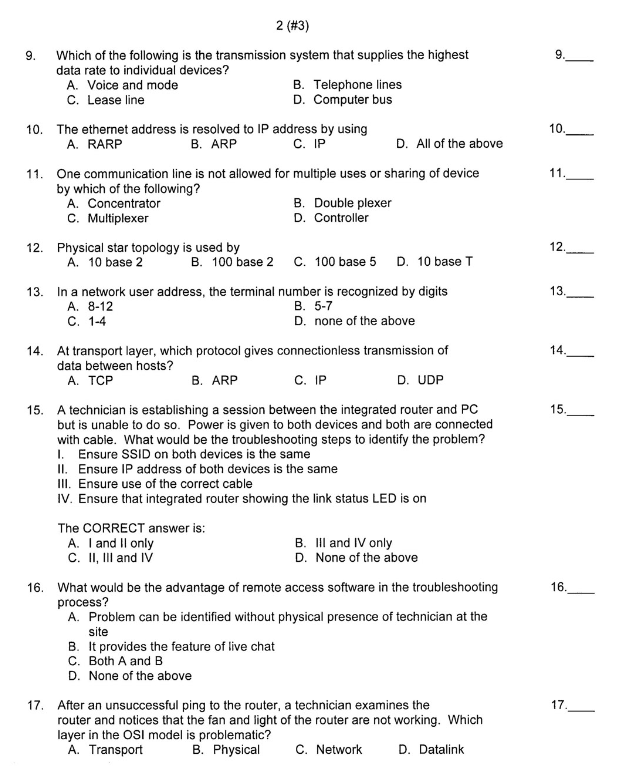 2 (#3)
9. Which of the following is the transmission system that supplies the highest 9.____
data rate to individual devices?
A. Voice and mode B. Telephone lines
C. Lease line D. Computer bus
10. The ethernet address is resolved to IP address by using 10.____
A. RARP B. ARP C. IP D. All of the above
11. One communication line is not allowed for multiple uses or sharing of device 11.____
by which of the following?
A. Concentrator B. Double plexer
C. Multiplexer D. Controller
12. Physical star topology is used by 12.____
A. 10 base 2 B. 100 base 2 C. 100 base 5 D. 10 base T
13. In a network user address, the terminal number is recognized by digits 13.____
A. 8-12 B. 5-7
C. 1-4 D. none of the above
14. At transport layer, which protocol gives connectionless transmission of 14.____
data between hosts?
A. TCP B. ARP C. IP D. UDP
15. A technician is establishing a session between the integrated router and PC 15.____
but is unable to do so. Power is given to both devices and both are connected
with cable. What would be the troubleshooting steps to identify the problem?
I. Ensure SSID on both devices is the same
II. Ensure IP address of both devices is the same
III. Ensure use of the correct cable
IV. Ensure that integrated router showing the link status LED is on
The CORRECT answer is:
A. I and II only B. III and IV only
C. II, III and IV D. None of the above
16. What would be the advantage of remote access software in the troubleshooting 16.____
process?
A. Problem can be identified without physical presence of technician at the
site
B. It provides the feature of live chat
C. Both A and B
D. None of the above
17. After an unsuccessful ping to the router, a technician examines the 17.____
router and notices that the fan and light of the router are not working. Which
layer in the OSI model is problematic?
A. Transport B. Physical C. Network D. Datalink